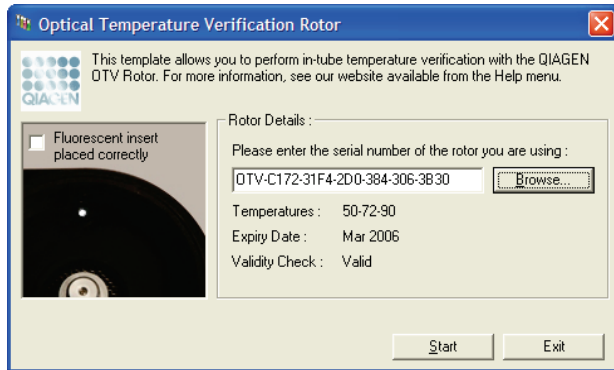 Optical Temperature Verification Rotor
This template allows you to perform in-tube temperature verification with the QIAGEN
OTV Rotor. For more information, see our website available from the Help menu.
QIAGEN
Fluorescent insert
placed correctly
Rotor Details :
Please enter the serial number of the rotor you are using :
OTV-C172-31F4-2D0-384-306-3B30
Browse...
Temperatures : 50-72-90
Expiry Date : Mar 2006
Validity Check : Valid
Start
Exit